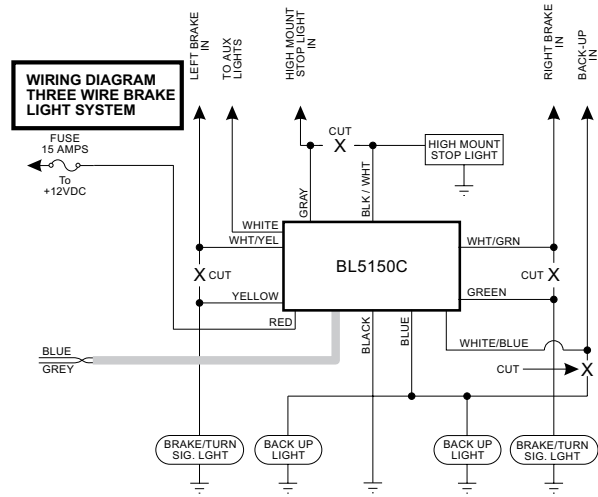 LEFT BRAKE
IN
TO AUX
LIGHTS
HIGH MOUNT
STOP LIGHT
IN
RIGHT BRAKE
IN
BACK-UP
IN
WIRING DIAGRAM
THREE WIRE BRAKE
LIGHT SYSTEM
FUSE
15 AMPS
To
+12VDC
CUT
X
HIGH MOUNT
STOP LIGHT
GRAY
BLK / WHT
WHITE
WHT/YEL
WHT/GRN
BL5150C
X CUT
CUT X
YELLOW
GREEN
RED
BLACK
BLUE
WHITE/BLUE
BLUE
GREY
CUT
X
BRAKE/TURN
SIG. LGHT
BACK UP
LIGHT
BACK UP
LIGHT
BRAKE/TURN
SIG. LGHT